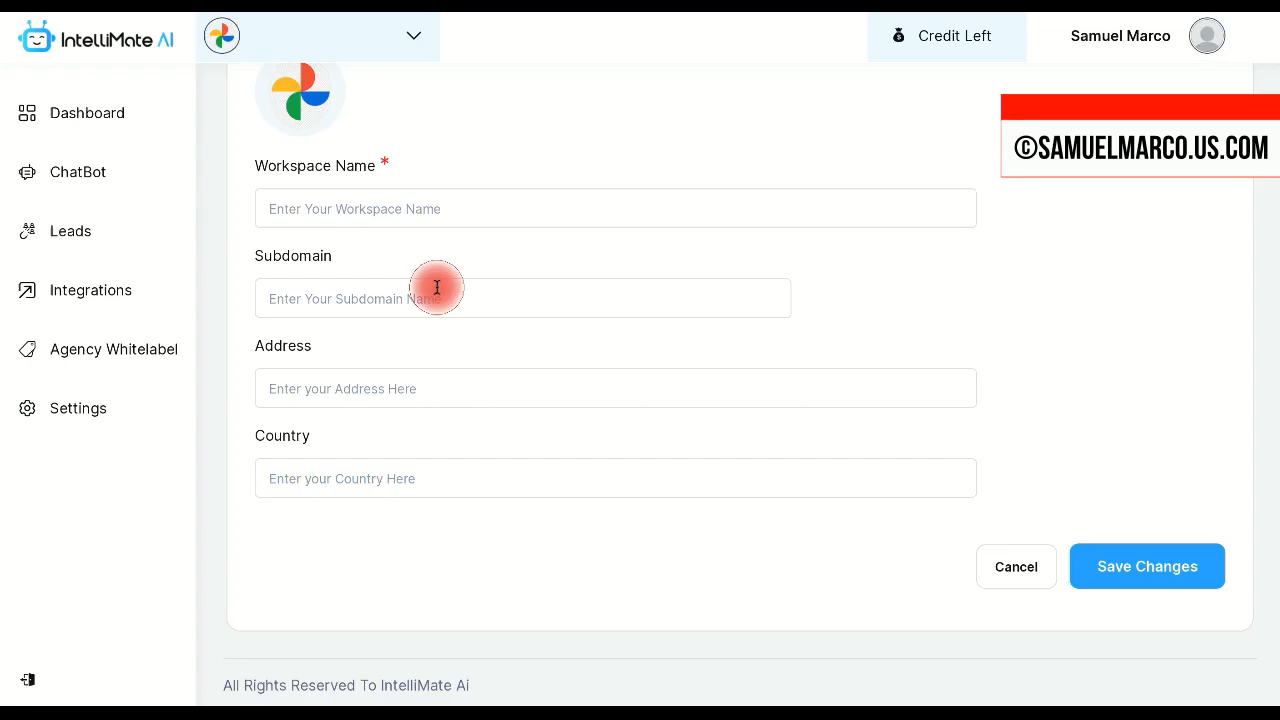 IntelliMate AI
Credit Left
Samuel Marco
Dashboard
ChatBot
Leads
Integrations
Agency Whitelabel
Settings
©SAMUELMARCO.US.COM
Workspace Name *
Enter Your Workspace Name
Subdomain
Enter Your Subdomain Name
Address
Enter your Address Here
Country
Enter your Country Here
Cancel
Save Changes
All Rights Reserved To IntelliMate Ai